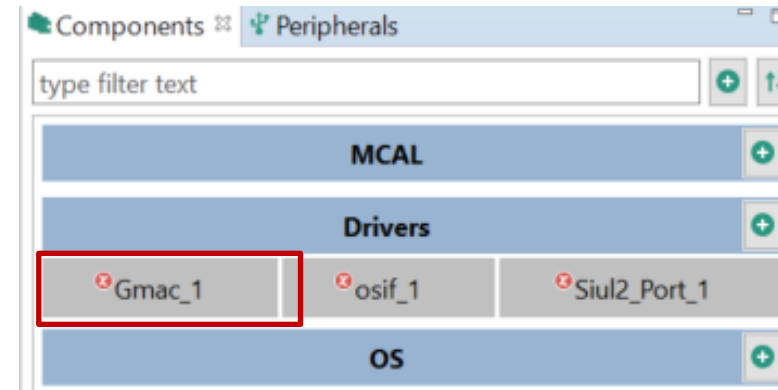 Components Peripherals
type filter text
MCAL
Drivers
Gmac_1 osif_1 Siul2_Port_1
OS